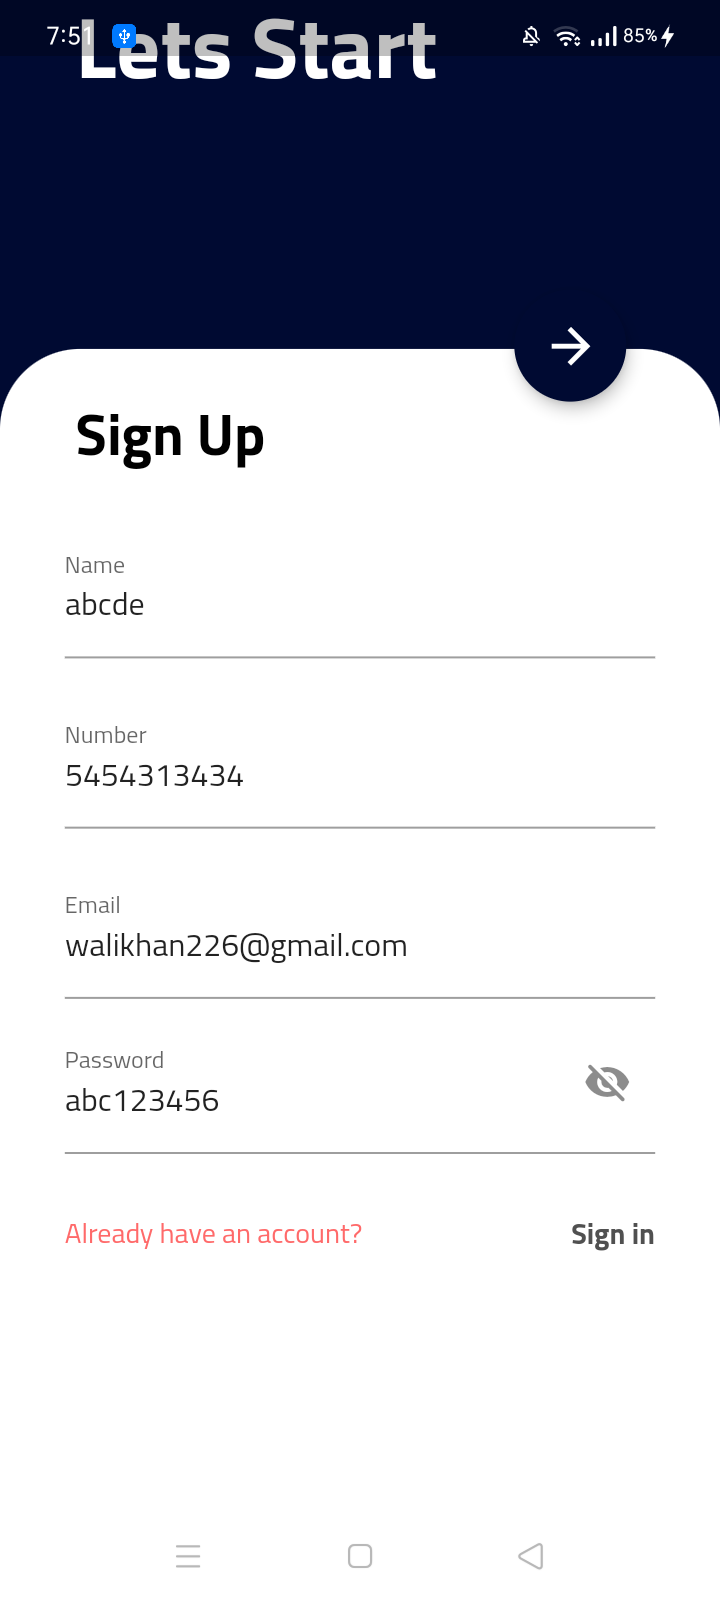 7:51
85%
Lets Start
Sign Up
Name
abcde
Number
5454313434
Email
walikhan226@gmail.com
Password
abc123456
Already have an account? Sign in